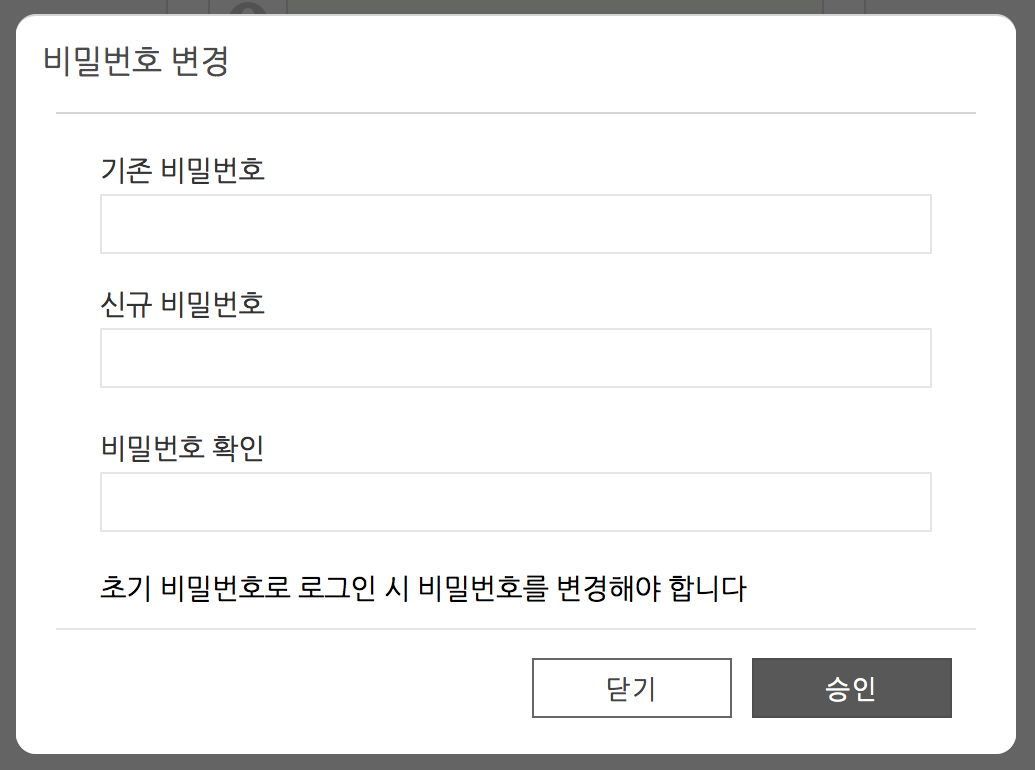 비밀번호 변경
기존 비밀번호
신규 비밀번호
비밀번호 확인
초기 비밀번호로 로그인 시 비밀번호를 변경해야 합니다
닫기 승인